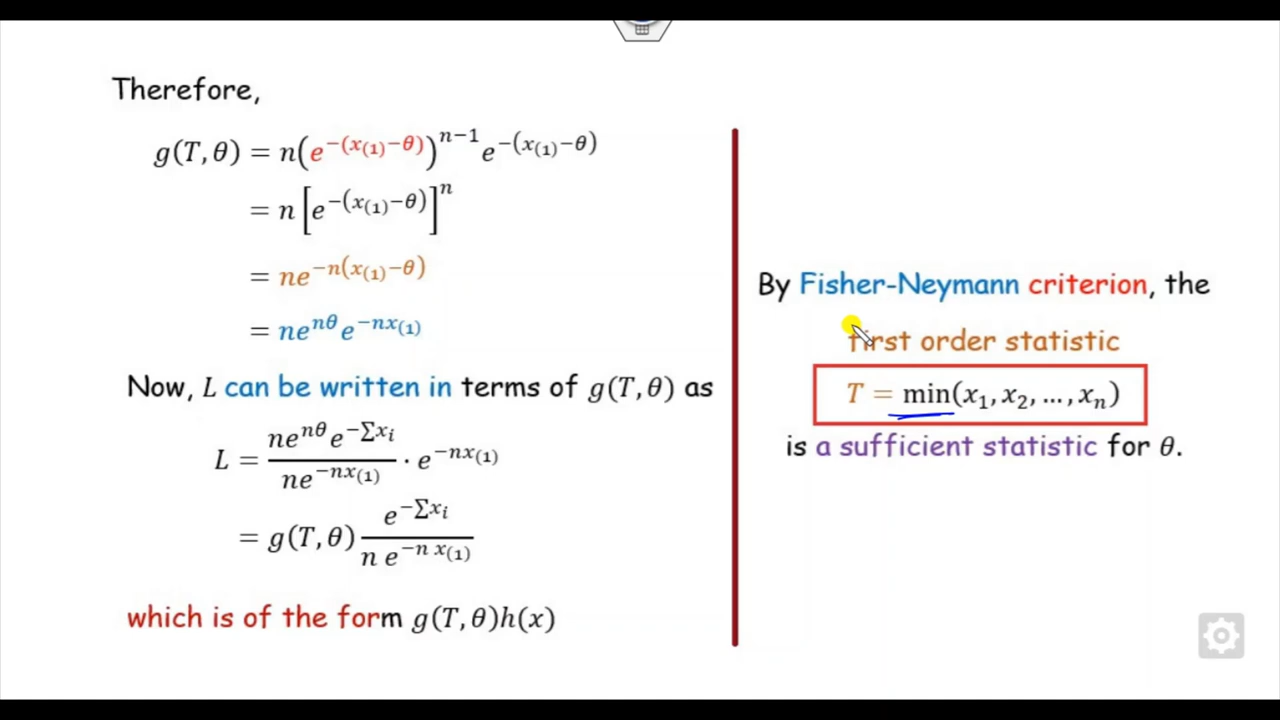 Therefore,
g(T, θ) = n(e^{−(x_{(1)}−θ)})^{n−1} e^{−(x_{(1)}−θ)}
= n[e^{−(x_{(1)}−θ)}]^n
= ne^{−n(x_{(1)}−θ)}
= ne^{nθ} e^{−nx_{(1)}}
Now, L can be written in terms of g(T, θ) as
L = \frac{ne^{nθ} e^{−Σx_i}}{ne^{−nx_{(1)}}} · e^{−nx_{(1)}}
= g(T, θ) \frac{e^{−Σx_i}}{n e^{−n x_{(1)}}}
which is of the form g(T, θ)h(x)
By Fisher-Neymann criterion, the
first order statistic
T = min(x_1, x_2, ..., x_n)
is a sufficient statistic for θ.